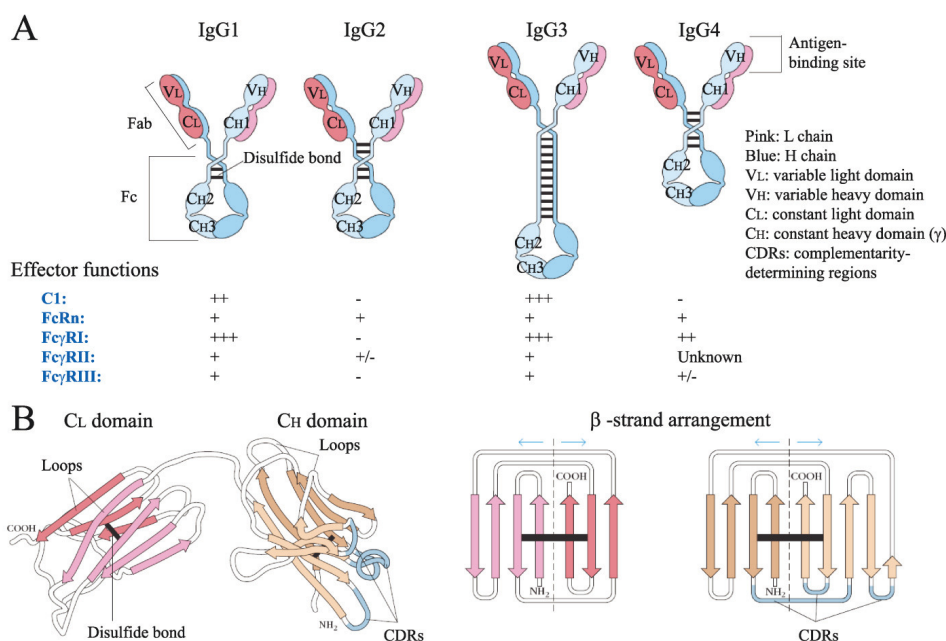 A
IgG1
IgG2
IgG3
IgG4
Antigen-
binding site
VL
CL
VH
CH1
Fab
Disulfide bond
Fc
CH2
CH3
VL
CL
VH
CH1
CH2
CH3
VL
CL
VH
CH1
CH2
CH3
VL
CL
VH
CH1
CH2
CH3
Pink: L chain
Blue: H chain
VL: variable light domain
VH: variable heavy domain
CL: constant light domain
CH: constant heavy domain (γ)
CDRs: complementarity-
determining regions
Effector functions
C1: ++ - +++ -
FcRn: + + + +
FcγRI: +++ - +++ ++
FcγRII: + +/- + Unknown
FcγRIII: + - + +/-
B
CL domain
CH domain
β -strand arrangement
Loops
Loops
COOH
Disulfide bond
NH2
CDRs
COOH
NH2
COOH
NH2
CDRs